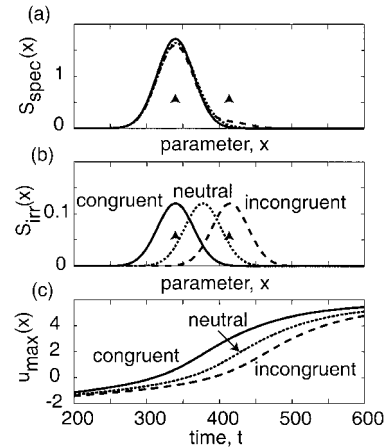 (a)
S_spec(x)
1
0
parameter, x
(b)
S_irr(x)
0.1
0
congruent
neutral
incongruent
parameter, x
(c)
u_max(x)
4
2
0
-2
congruent
neutral
incongruent
200 300 400 500 600
time, t